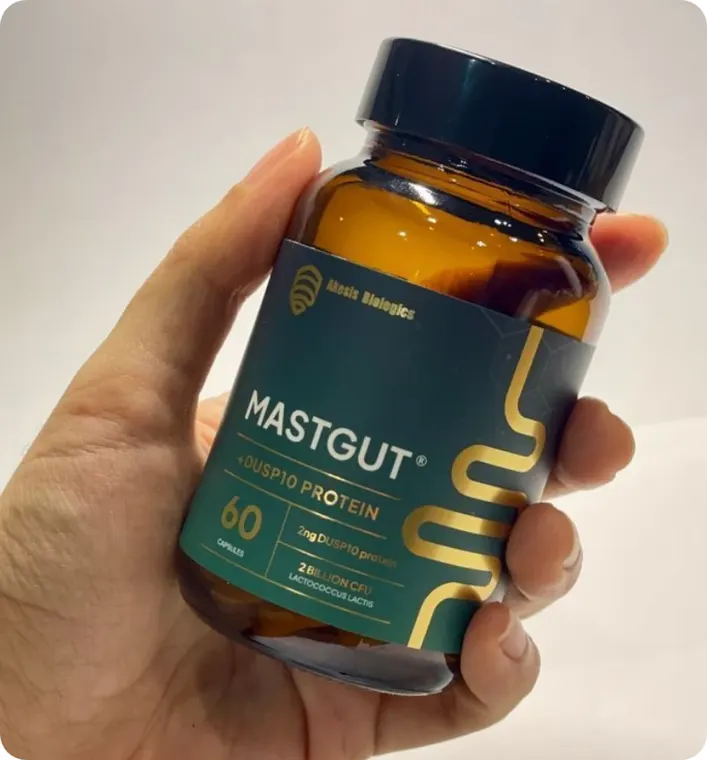 Akesis Biologics
MASTGUT®
+DUSP10 PROTEIN
60
CAPSULES
2ng DUSP10 protein
2 BILLION CFU
LACTOCOCCUS LACTIS